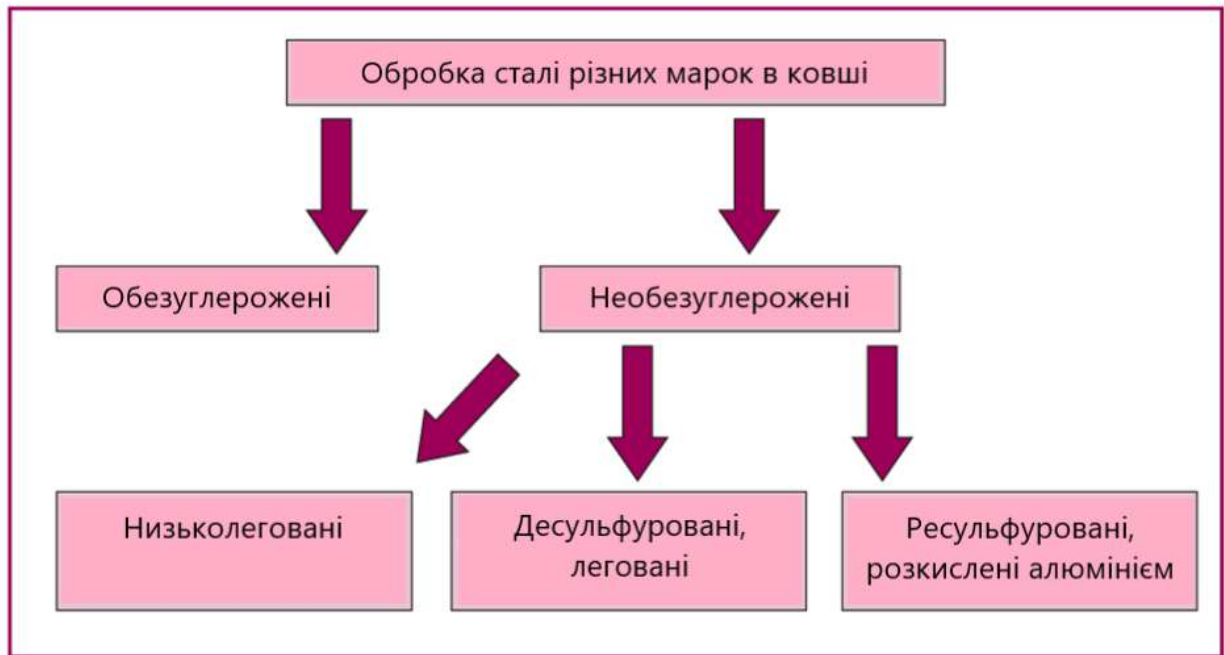 Обробка сталі різних марок в ковші
Обезуглерожені
Необезуглерожені
Низьколеговані
Десульфуровані,
леговані
Ресульфуровані,
розкислені алюмінієм